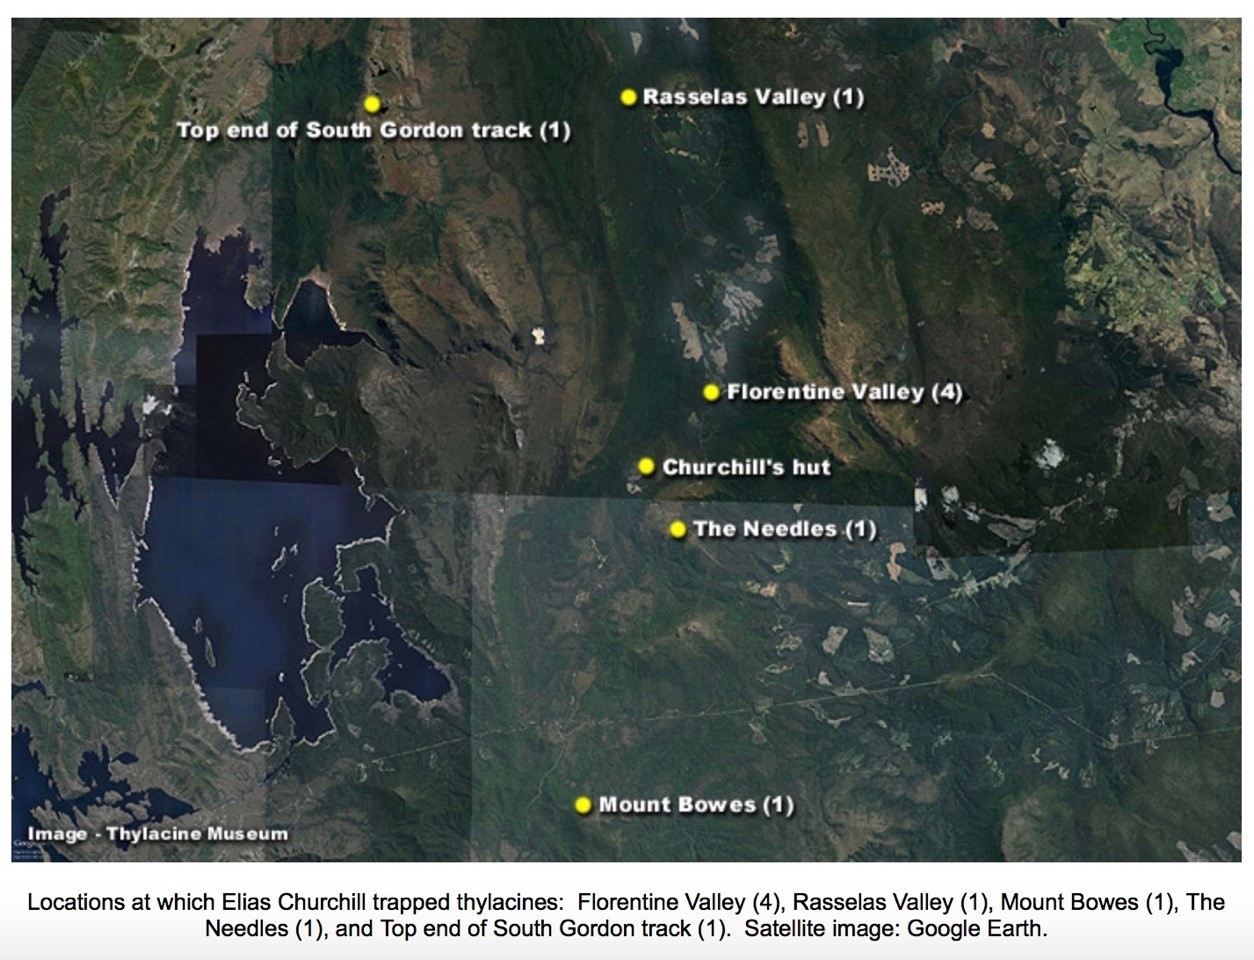 Rasselas Valley (1)
Top end of South Gordon track (1)
Florentine Valley (4)
Churchill's hut
The Needles (1)
Mount Bowes (1)
Image - Thylacine Museum
Locations at which Elias Churchill trapped thylacines:  Florentine Valley (4), Rasselas Valley (1), Mount Bowes (1), The
Needles (1), and Top end of South Gordon track (1).  Satellite image: Google Earth.